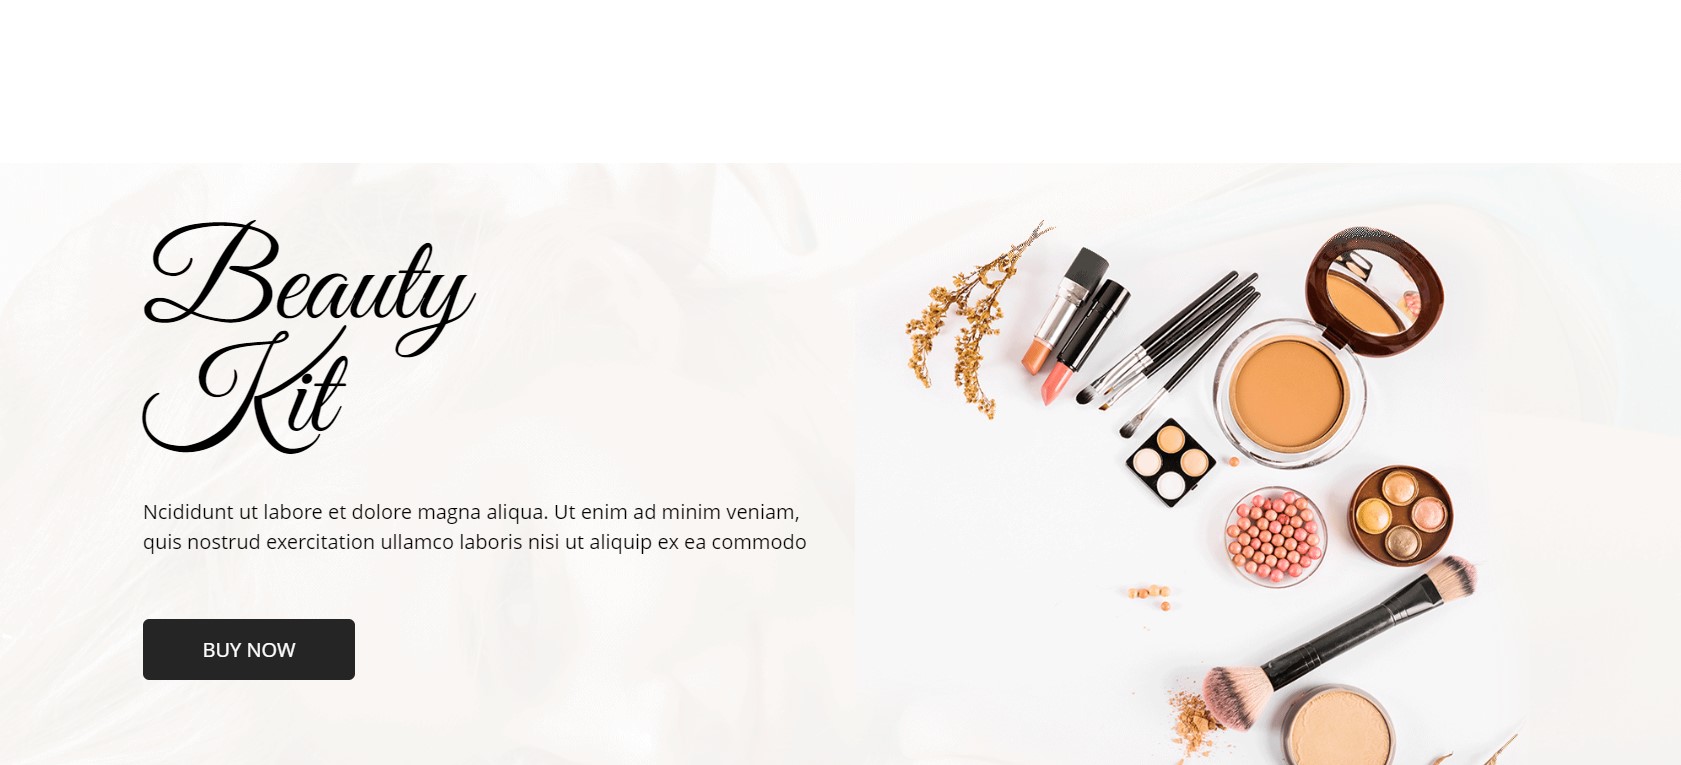 Beauty
Kit
Ncididunt ut labore et dolore magna aliqua. Ut enim ad minim veniam,
quis nostrud exercitation ullamco laboris nisi ut aliquip ex ea commodo
BUY NOW